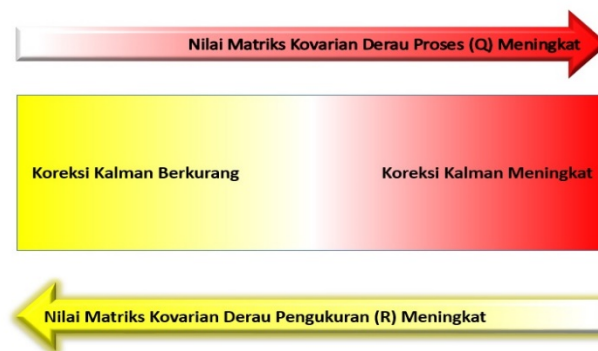 Nilai Matriks Kovarian Derau Proses (Q) Meningkat
Koreksi Kalman Berkurang
Koreksi Kalman Meningkat
Nilai Matriks Kovarian Derau Pengukuran (R) Meningkat